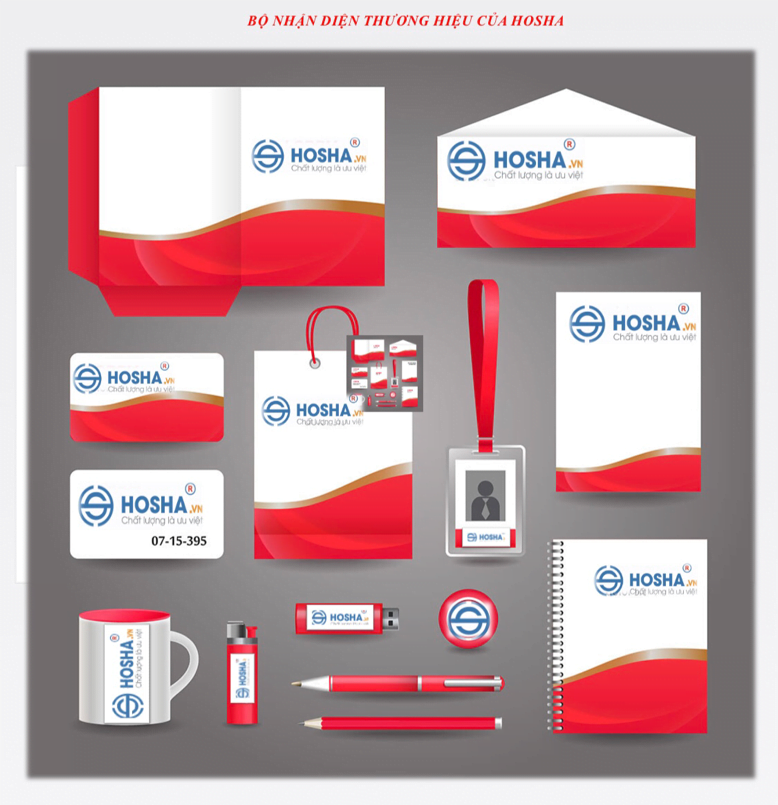 BỘ NHẬN DIỆN THƯƠNG HIỆU CỦA HOSHA
HOSHA.VN ®
Chất lượng là ưu việt
HOSHA.VN ®
Chất lượng là ưu việt
HOSHA.VN ®
HOSHA.VN ®
Chất lượng là ưu việt
HOSHA
Chất lượng là ưu việt
HOSHA.VN ®
Chất lượng là ưu việt
07-15-395
HOSHA.
HOSHA.VN ®
Chất lượng là ưu việt
HOSHA.VN
HOSHA.VN ®
Chất lượng là ưu việt
HOSHA